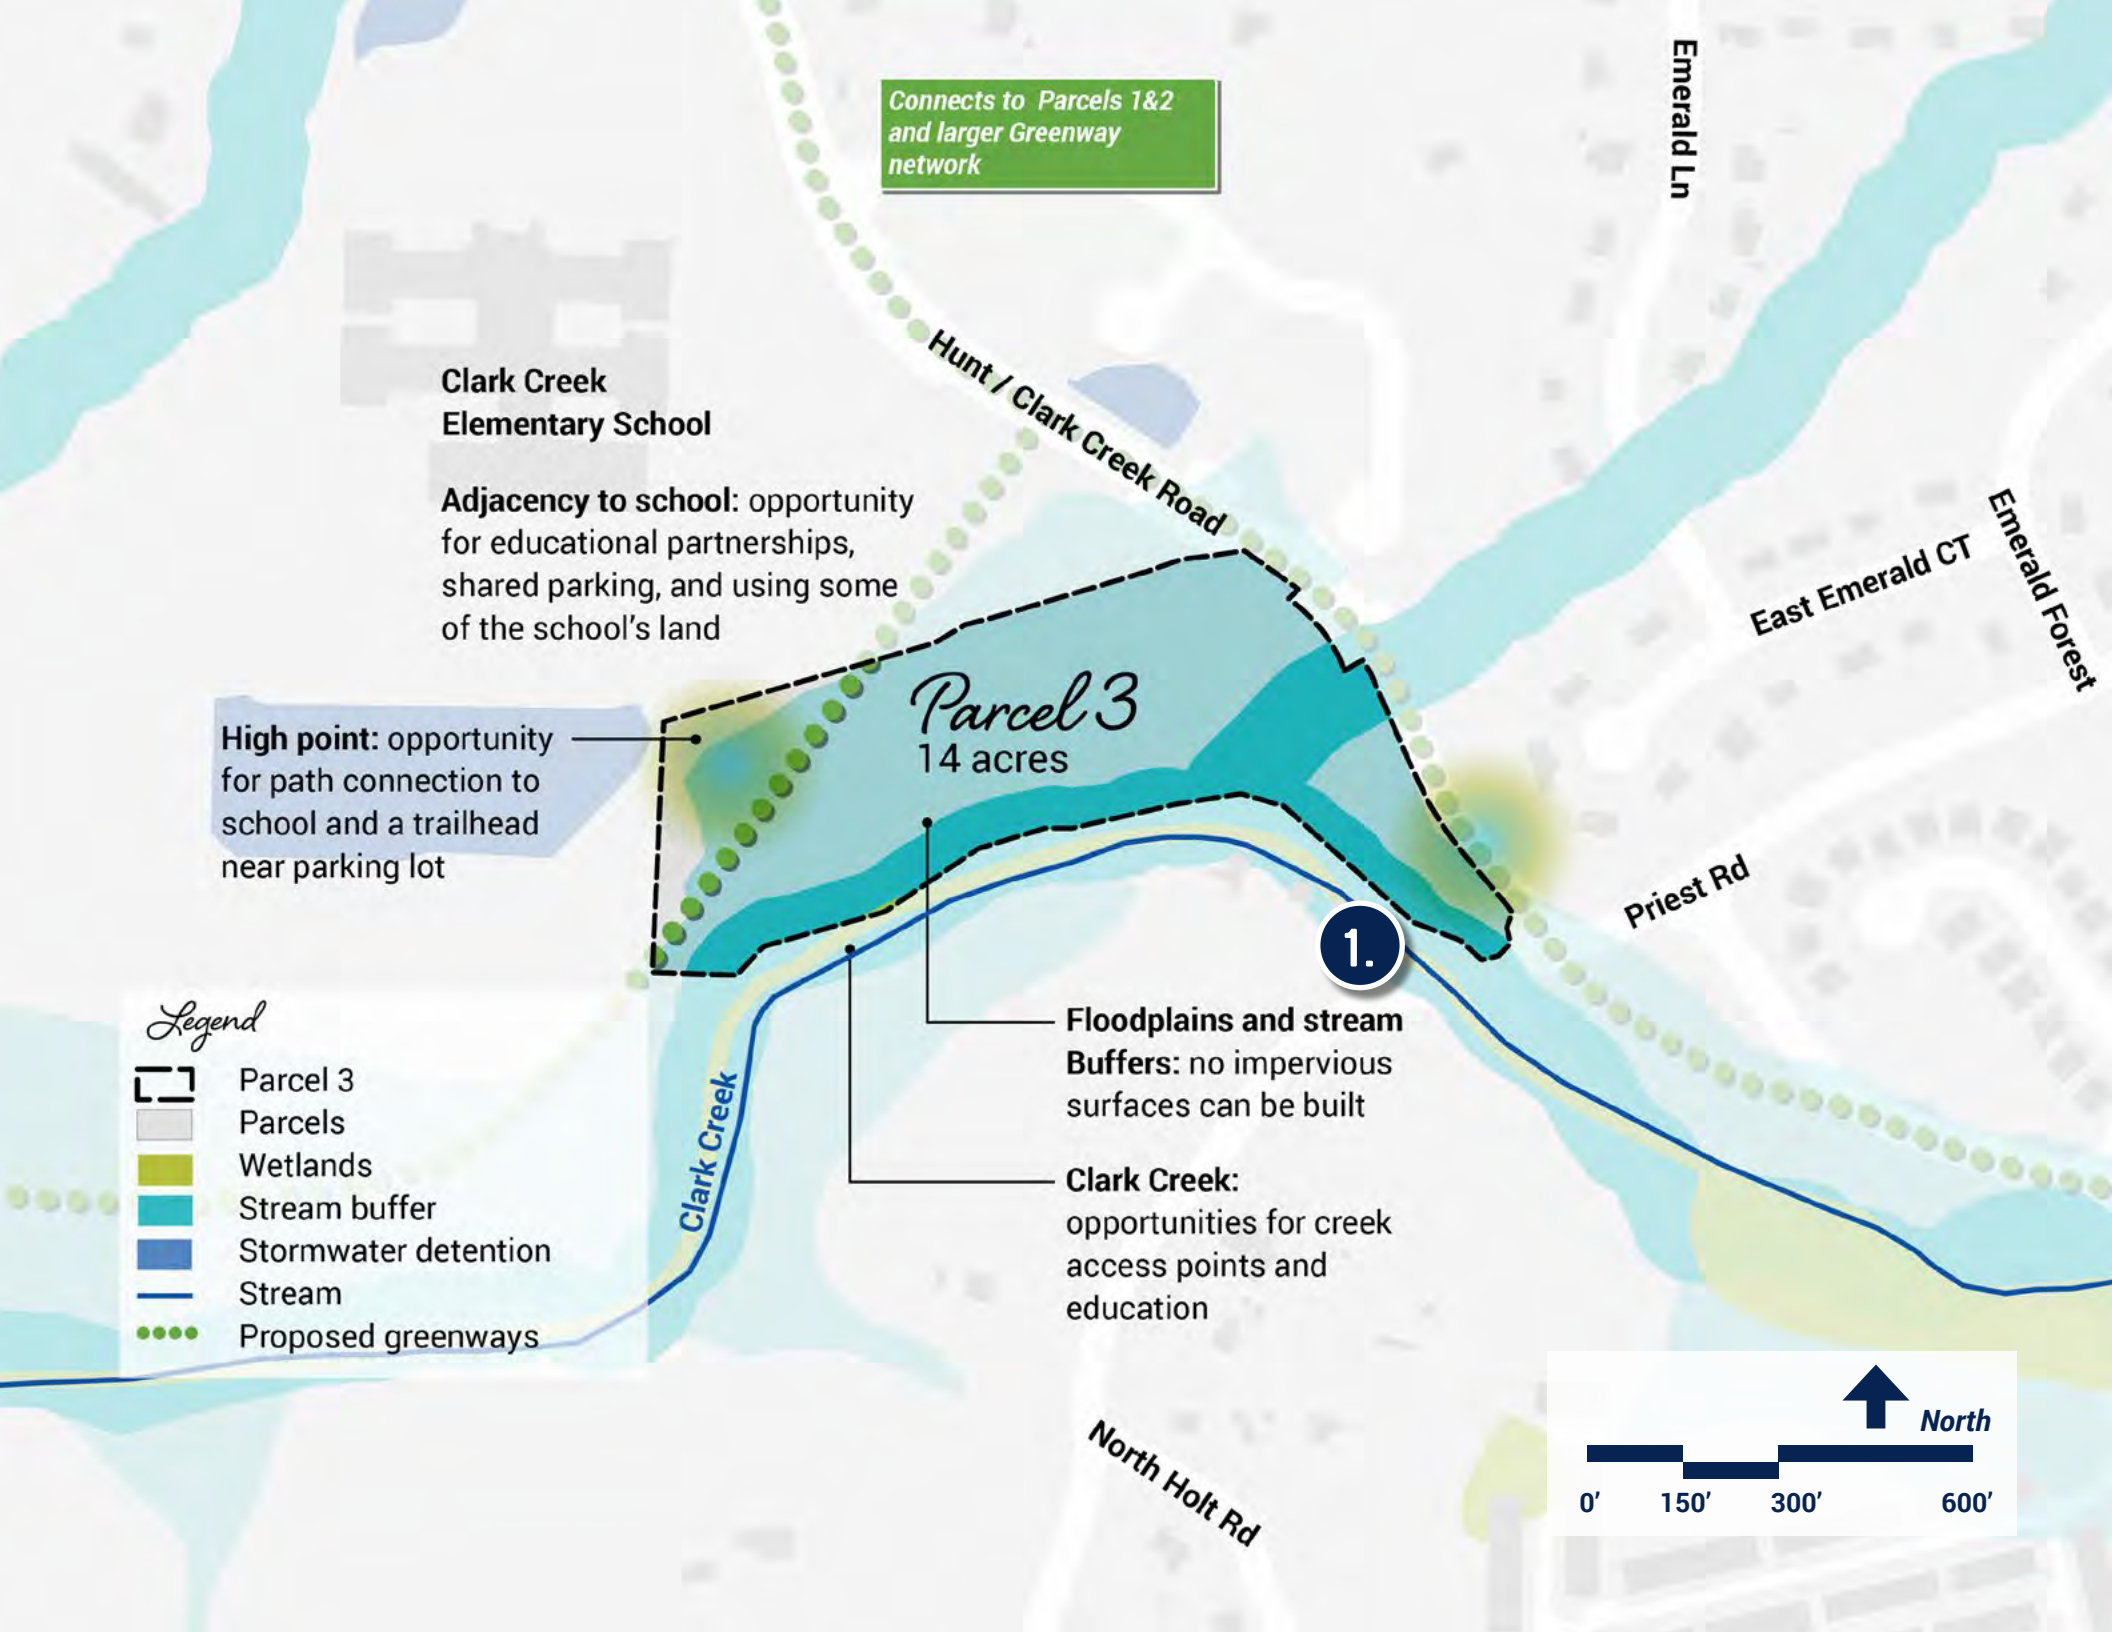 Connects to Parcels 1&2
and larger Greenway
network
Emerald Ln
Hunt / Clark Creek Road
Clark Creek
Elementary School
Adjacency to school: opportunity
for educational partnerships,
shared parking, and using some
of the school's land
East Emerald CT
Emerald Forest
Parcel 3
14 acres
High point: opportunity
for path connection to
school and a trailhead
near parking lot
Priest Rd
1.
Floodplains and stream
Buffers: no impervious
surfaces can be built
Clark Creek
Clark Creek:
opportunities for creek
access points and
education
Legend
Parcel 3
Parcels
Wetlands
Stream buffer
Stormwater detention
Stream
Proposed greenways
North Holt Rd
North
0' 150' 300' 600'